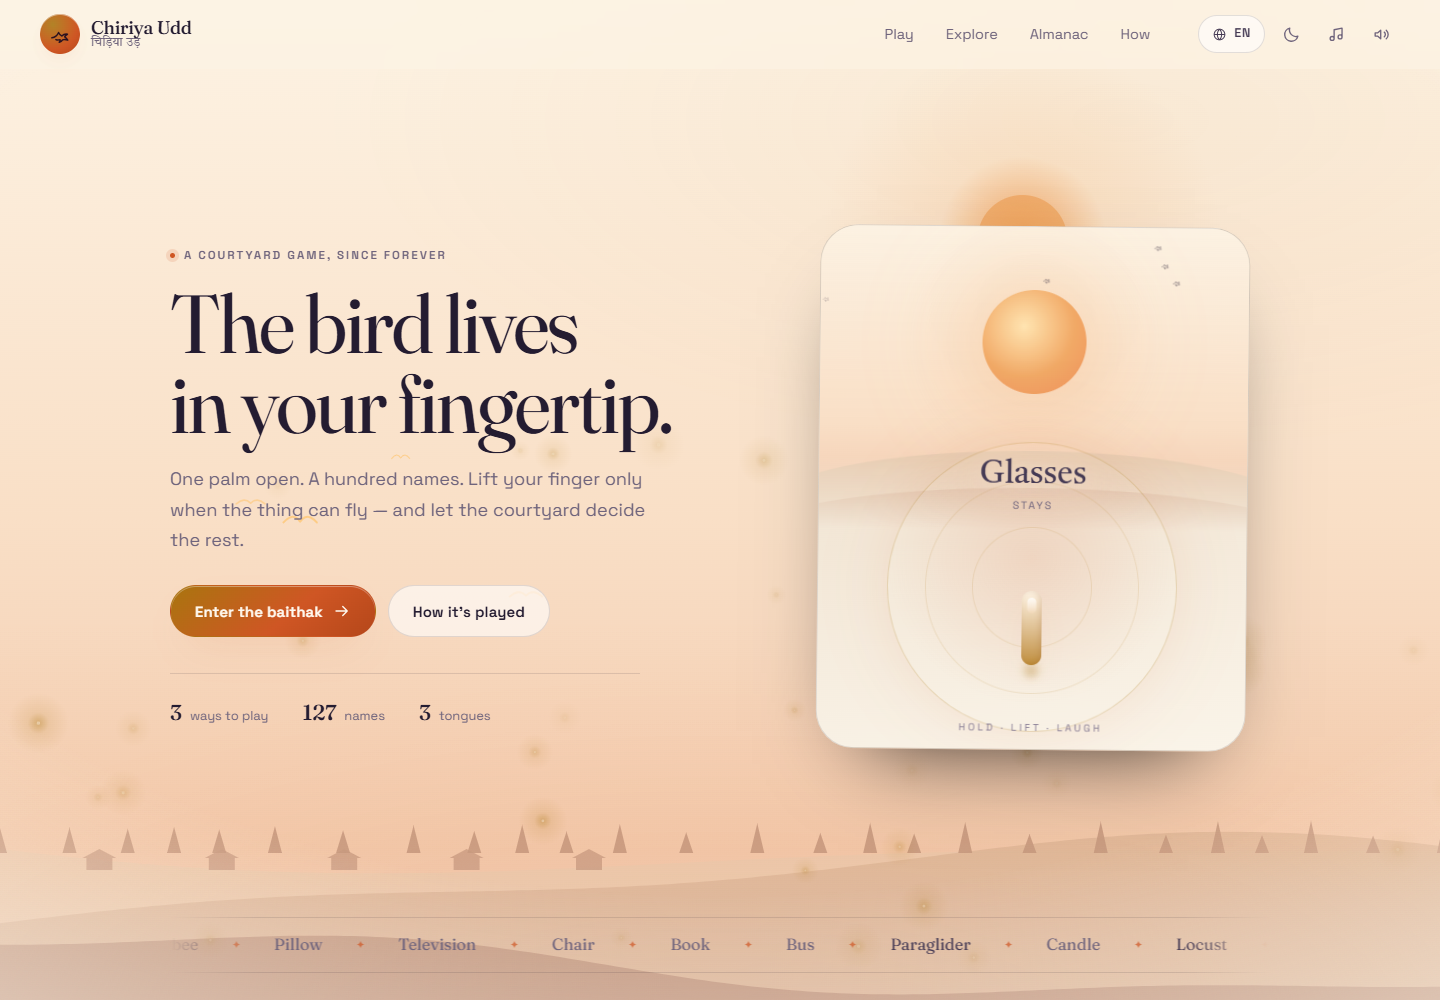 Chiriya Udd
चिड़िया उड़
Play
Explore
Almanac
How
EN
A COURTYARD GAME, SINCE FOREVER
The bird lives
in your fingertip.
One palm open. A hundred names. Lift your finger only
when the thing can fly — and let the courtyard decide
the rest.
Enter the baithak →
How it's played
3 ways to play
127 names
3 tongues
Glasses
STAYS
HOLD · LIFT · LAUGH
Pillow ✦ Television ✦ Chair ✦ Book ✦ Bus ✦ Paraglider ✦ Candle ✦ Locust